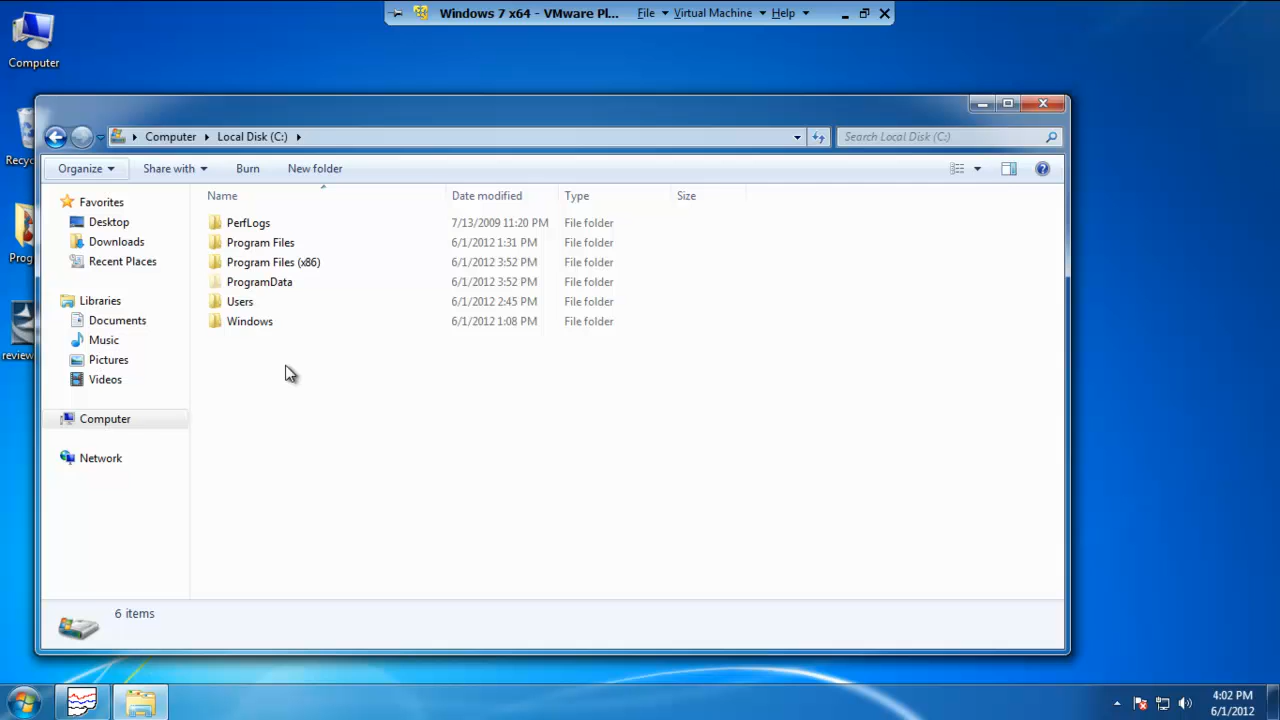 Windows 7 x64 - VMware Pl... File Virtual Machine Help
Computer
Computer Local Disk (C:) Search Local Disk (C:)
Organize Share with Burn New folder
Name Date modified Type Size
Favorites
Desktop
Downloads
Recent Places
Libraries
Documents
Music
Pictures
Videos
Computer
Network
PerfLogs 7/13/2009 11:20 PM File folder
Program Files 6/1/2012 1:31 PM File folder
Program Files (x86) 6/1/2012 3:52 PM File folder
ProgramData 6/1/2012 3:52 PM File folder
Users 6/1/2012 2:45 PM File folder
Windows 6/1/2012 1:08 PM File folder
6 items
Recyc
Prog
review
4:02 PM
6/1/2012